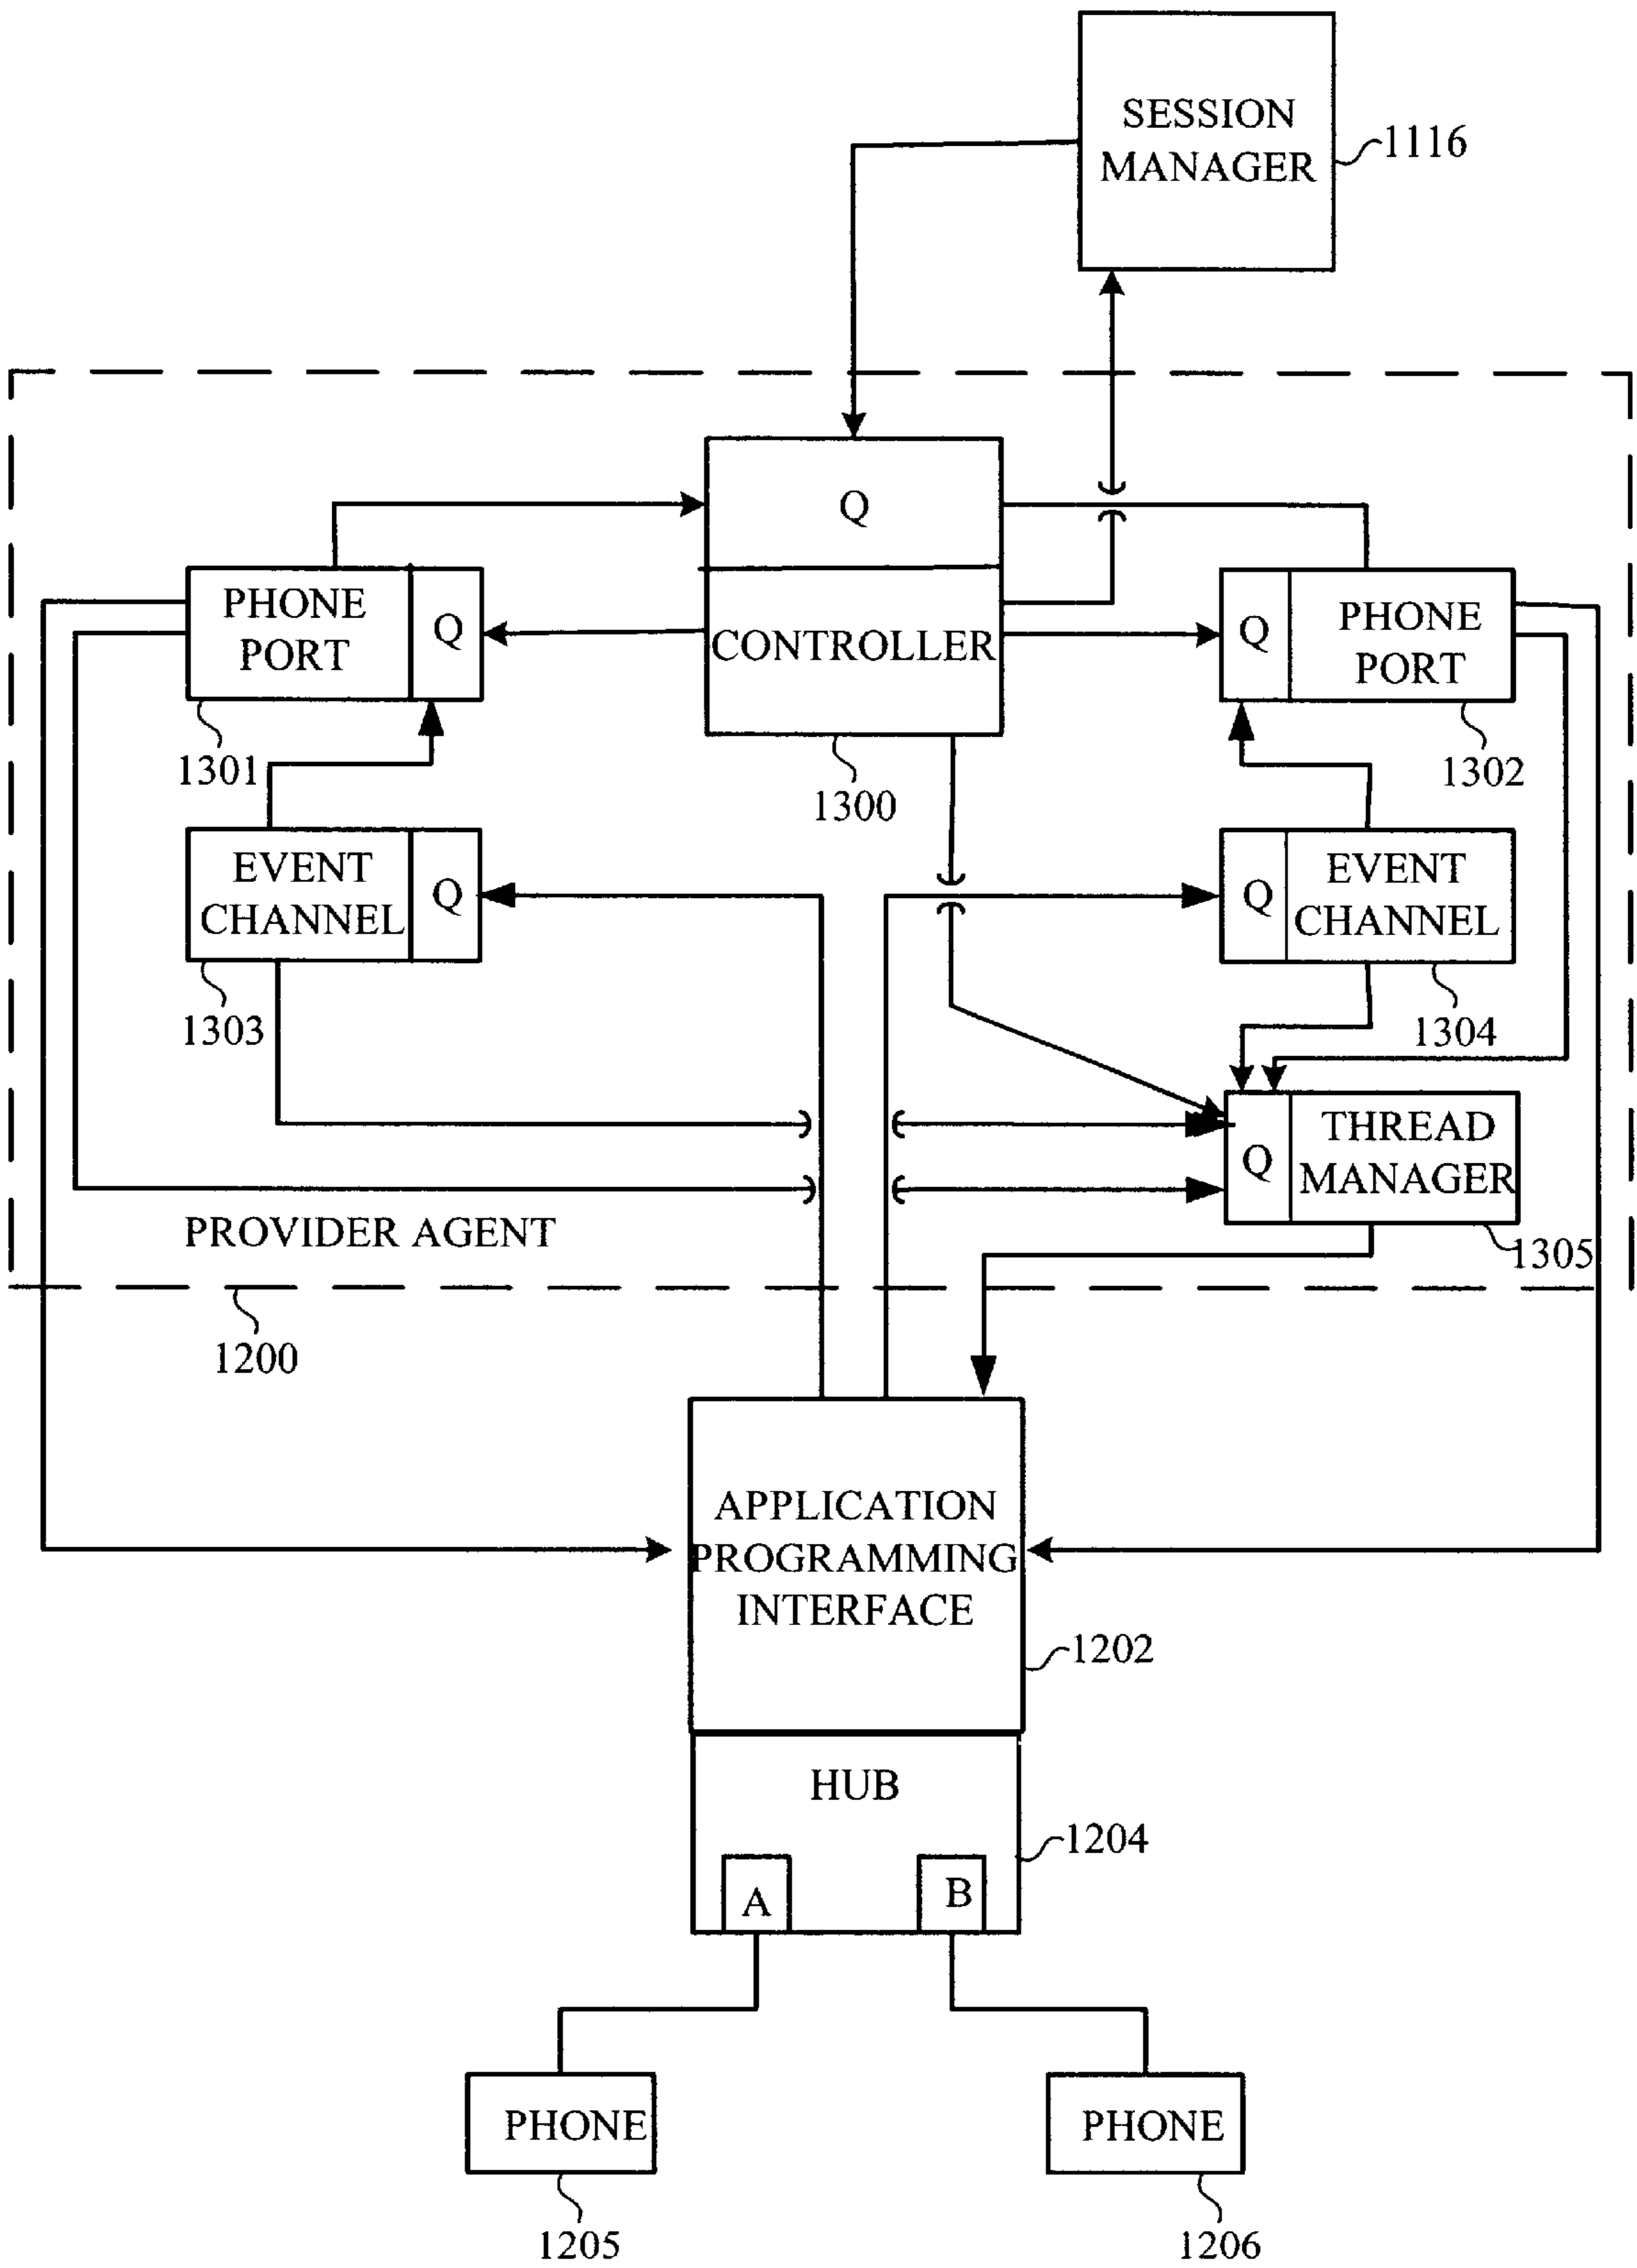 SESSION
MANAGER
1116
Q
CONTROLLER
1300
PHONE
PORT
Q
1301
Q
PHONE
PORT
1302
EVENT
CHANNEL
Q
1303
Q
EVENT
CHANNEL
1304
Q
THREAD
MANAGER
1305
PROVIDER AGENT
1200
APPLICATION
PROGRAMMING
INTERFACE
1202
HUB
1204
A
B
PHONE
1205
PHONE
1206